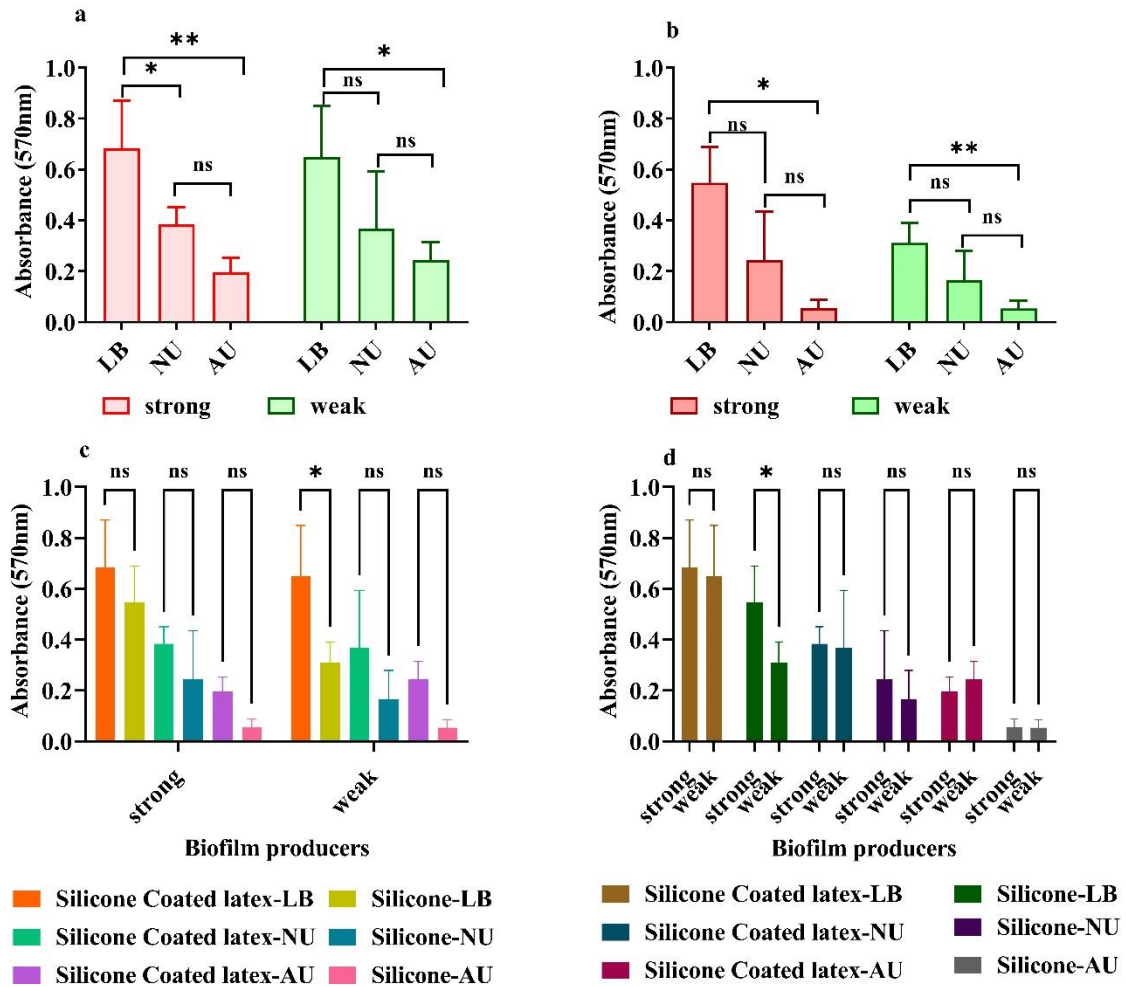 a
**
*
ns
*
ns
ns
Absorbance (570nm)
1.0
0.8
0.6
0.4
0.2
0.0
LB
NU
AU
LB
NU
AU
strong
weak
b
*
ns
ns
**
ns
ns
Absorbance (570nm)
1.0
0.8
0.6
0.4
0.2
0.0
LB
NU
AU
LB
NU
AU
strong
weak
c
ns
ns
ns
*
ns
ns
Absorbance (570nm)
1.0
0.8
0.6
0.4
0.2
0.0
strong
weak
Biofilm producers
Silicone Coated latex-LB
Silicone-LB
Silicone Coated latex-NU
Silicone-NU
Silicone Coated latex-AU
Silicone-AU
d
ns
*
ns
ns
ns
ns
Absorbance (570nm)
1.0
0.8
0.6
0.4
0.2
0.0
strong
weak
strong
weak
strong
weak
strong
weak
strong
weak
strong
weak
Biofilm producers
Silicone Coated latex-LB
Silicone-LB
Silicone Coated latex-NU
Silicone-NU
Silicone Coated latex-AU
Silicone-AU